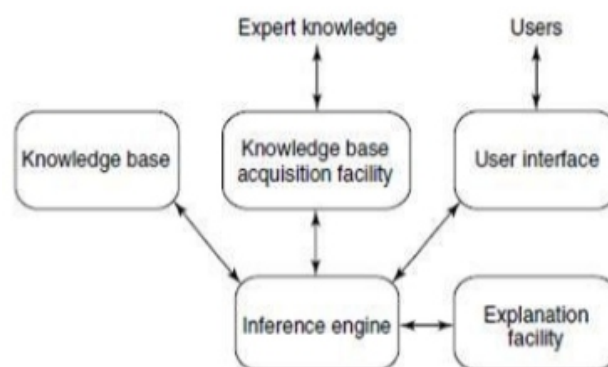 Expert knowledge
Users
Knowledge base
Knowledge base
acquisition facility
User interface
Inference engine
Explanation
facility